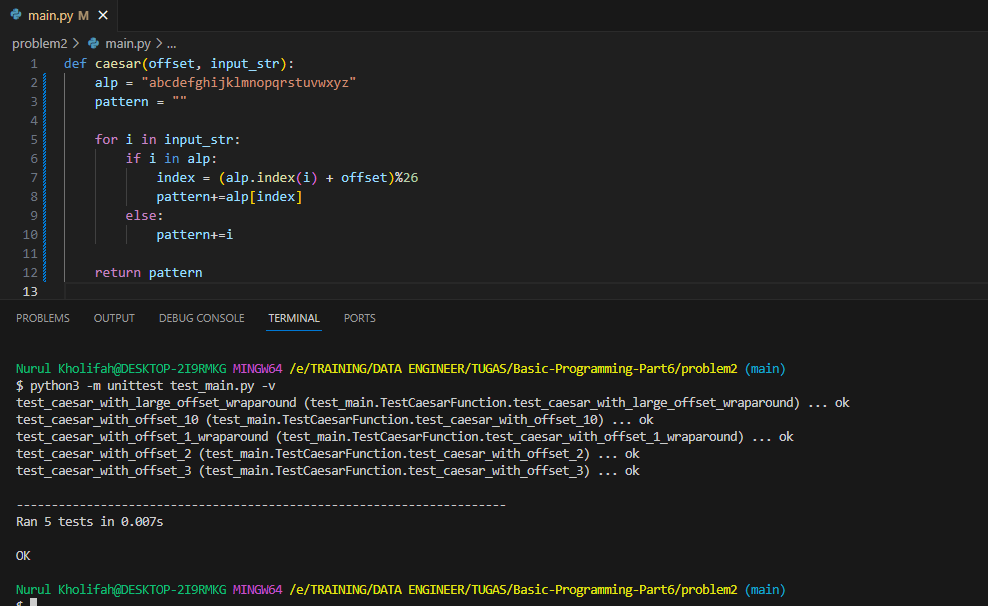 main.py M ×
problem2 > main.py > ...
1 def caesar(offset, input_str):
2     alp = "abcdefghijklmnopqrstuvwxyz"
3     pattern = ""
4
5     for i in input_str:
6         if i in alp:
7             index = (alp.index(i) + offset)%26
8             pattern+=alp[index]
9         else:
10             pattern+=i
11
12     return pattern
13
PROBLEMS OUTPUT DEBUG CONSOLE TERMINAL PORTS
Nurul Kholifah@DESKTOP-2I9RMKG MINGW64 /e/TRAINING/DATA ENGINEER/TUGAS/Basic-Programming-Part6/problem2 (main)
$ python3 -m unittest test_main.py -v
test_caesar_with_large_offset_wraparound (test_main.TestCaesarFunction.test_caesar_with_large_offset_wraparound) ... ok
test_caesar_with_offset_10 (test_main.TestCaesarFunction.test_caesar_with_offset_10) ... ok
test_caesar_with_offset_1_wraparound (test_main.TestCaesarFunction.test_caesar_with_offset_1_wraparound) ... ok
test_caesar_with_offset_2 (test_main.TestCaesarFunction.test_caesar_with_offset_2) ... ok
test_caesar_with_offset_3 (test_main.TestCaesarFunction.test_caesar_with_offset_3) ... ok
----------------------------------------------------------------------
Ran 5 tests in 0.007s
OK
Nurul Kholifah@DESKTOP-2I9RMKG MINGW64 /e/TRAINING/DATA ENGINEER/TUGAS/Basic-Programming-Part6/problem2 (main)
$